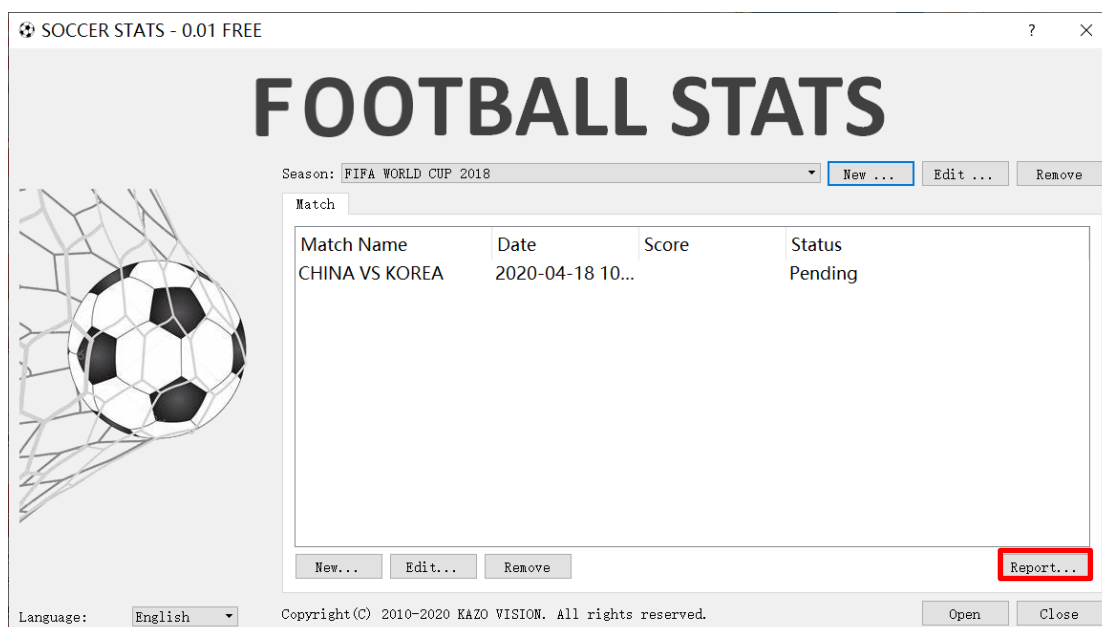 SOCCER STATS - 0.01 FREE ?
FOOTBALL STATS
Season: FIFA WORLD CUP 2018 New ... Edit ... Remove
Match
Match Name Date Score Status
CHINA VS KOREA 2020-04-18 10... Pending
New... Edit... Remove Report...
Language: English Copyright(C) 2010-2020 KAZO VISION. All rights reserved. Open Close